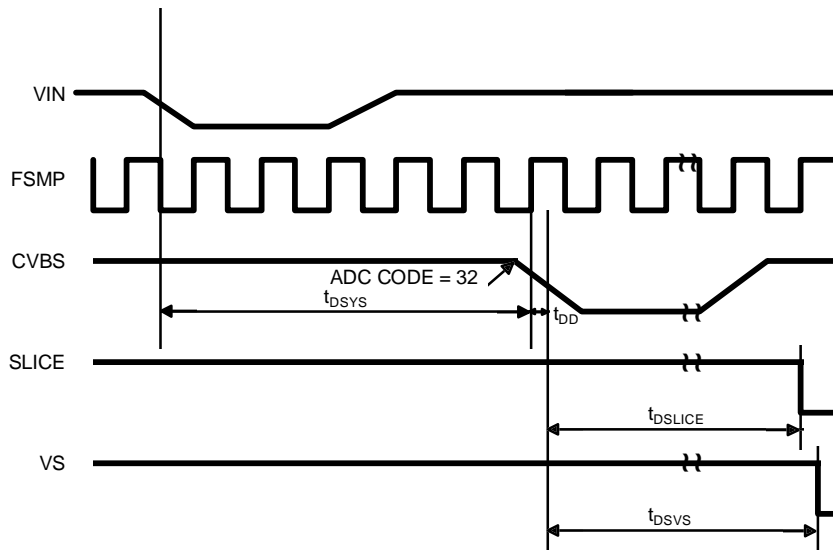 VIN
FSMP
CVBS
ADC CODE = 32
tDSYS
tDD
SLICE
tDSLICE
VS
tDSVS